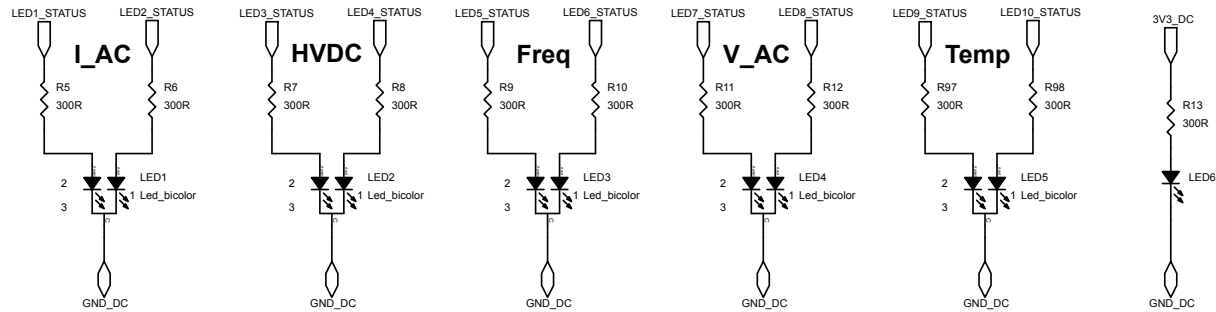 LED1_STATUS LED2_STATUS
I_AC
R5
300R
R6
300R
2
3
LED1
1 Led_bicolor
C
GND_DC
LED3_STATUS LED4_STATUS
HVDC
R7
300R
R8
300R
2
3
LED2
1 Led_bicolor
C
GND_DC
LED5_STATUS LED6_STATUS
Freq
R9
300R
R10
300R
2
3
LED3
1 Led_bicolor
C
GND_DC
LED7_STATUS LED8_STATUS
V_AC
R11
300R
R12
300R
2
3
LED4
1 Led_bicolor
C
GND_DC
LED9_STATUS LED10_STATUS
Temp
R97
300R
R98
300R
2
3
LED5
1 Led_bicolor
C
GND_DC
3V3_DC
R13
300R
LED6
GND_DC